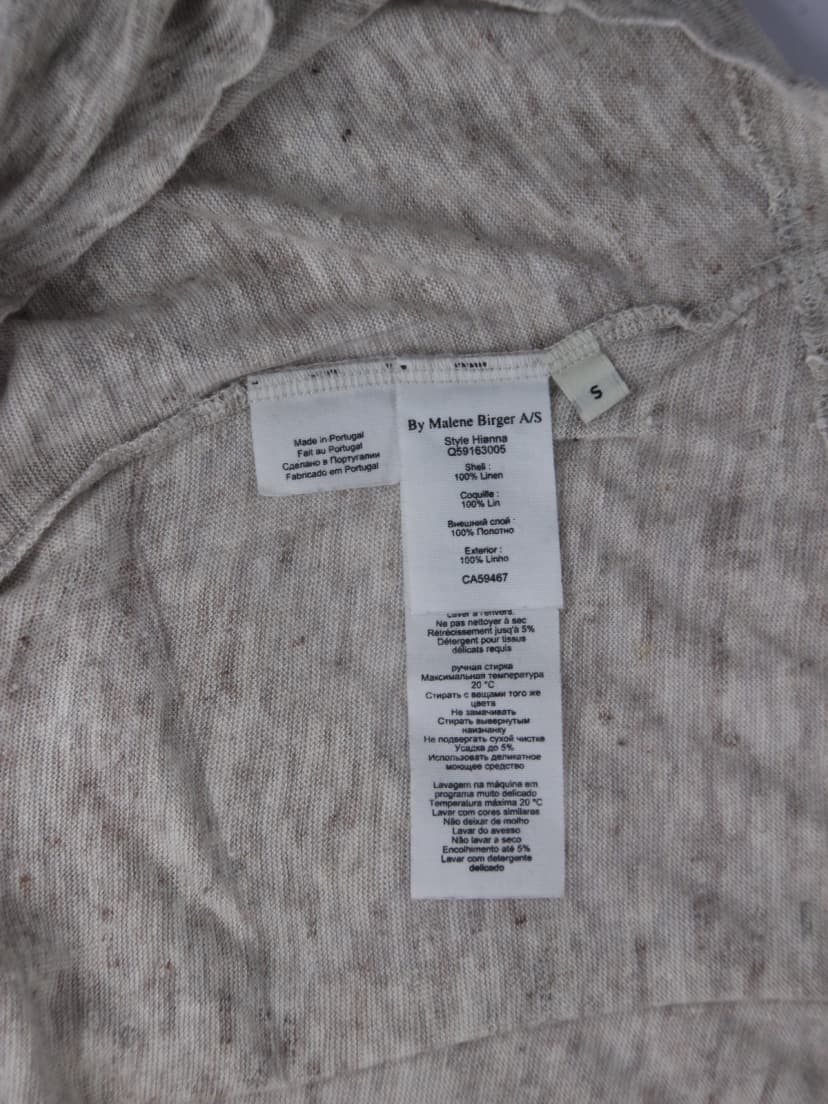 Made in Portugal
Fait au Portugal
Сделано в Португалии
Fabricado em Portugal
By Malene Birger A/S
Style Hianna
Q59163005
Shell :
100% Linen
Coquille :
100% Lin
Внешний слой :
100% Полотно
Exterior :
100% Linho
CA59467
S
Laver à l'envers.
Ne pas nettoyer à sec
Rétrécissement jusqu'à 5%
Détergent pour tissus
délicats requis
ручная стирка
Максимальная температура
20 °C
Стирать с вещами того же
цвета
Не замачивать
Стирать вывернутым
наизнанку
Не подвергать сухой чистке
Усадка до 5%
Использовать деликатное
моющее средство
Lavagem na máquina em
programa muito delicado
Temperatura máxima 20 °C
Lavar com cores similares
Não deixar de molho
Lavar do avesso
Não lavar a seco
Encolhimento até 5%
Lavar com detergente
delicado